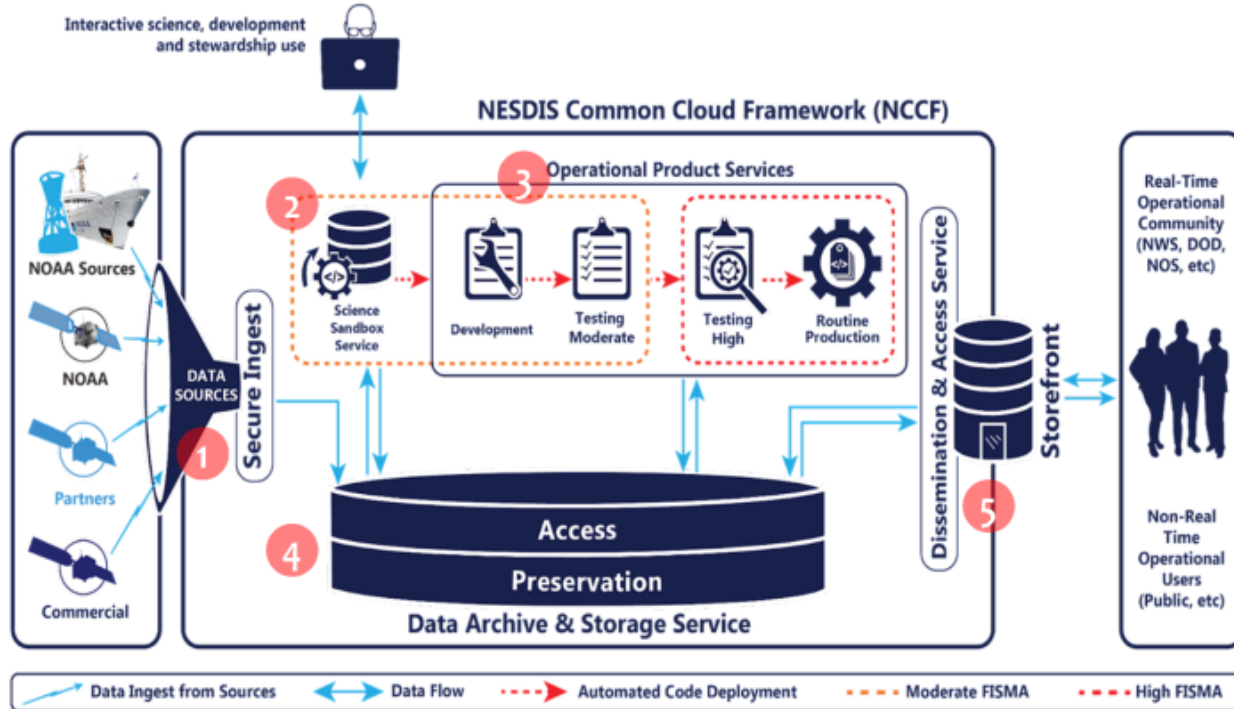 Interactive science, development
and stewardship use
NESDIS Common Cloud Framework (NCCF)
NOAA Sources
NOAA
Partners
Commercial
DATA
SOURCES
1
Secure Ingest
2
Science
Sandbox
Service
3
Operational Product Services
Development
Testing
Moderate
Testing
High
Routine
Production
4
Access
Preservation
Data Archive & Storage Service
Dissemination & Access Service
5
Storefront
Real-Time
Operational
Community
(NWS, DOD,
NOS, etc)
Non-Real
Time
Operational
Users
(Public, etc)
Data Ingest from Sources
Data Flow
Automated Code Deployment
Moderate FISMA
High FISMA